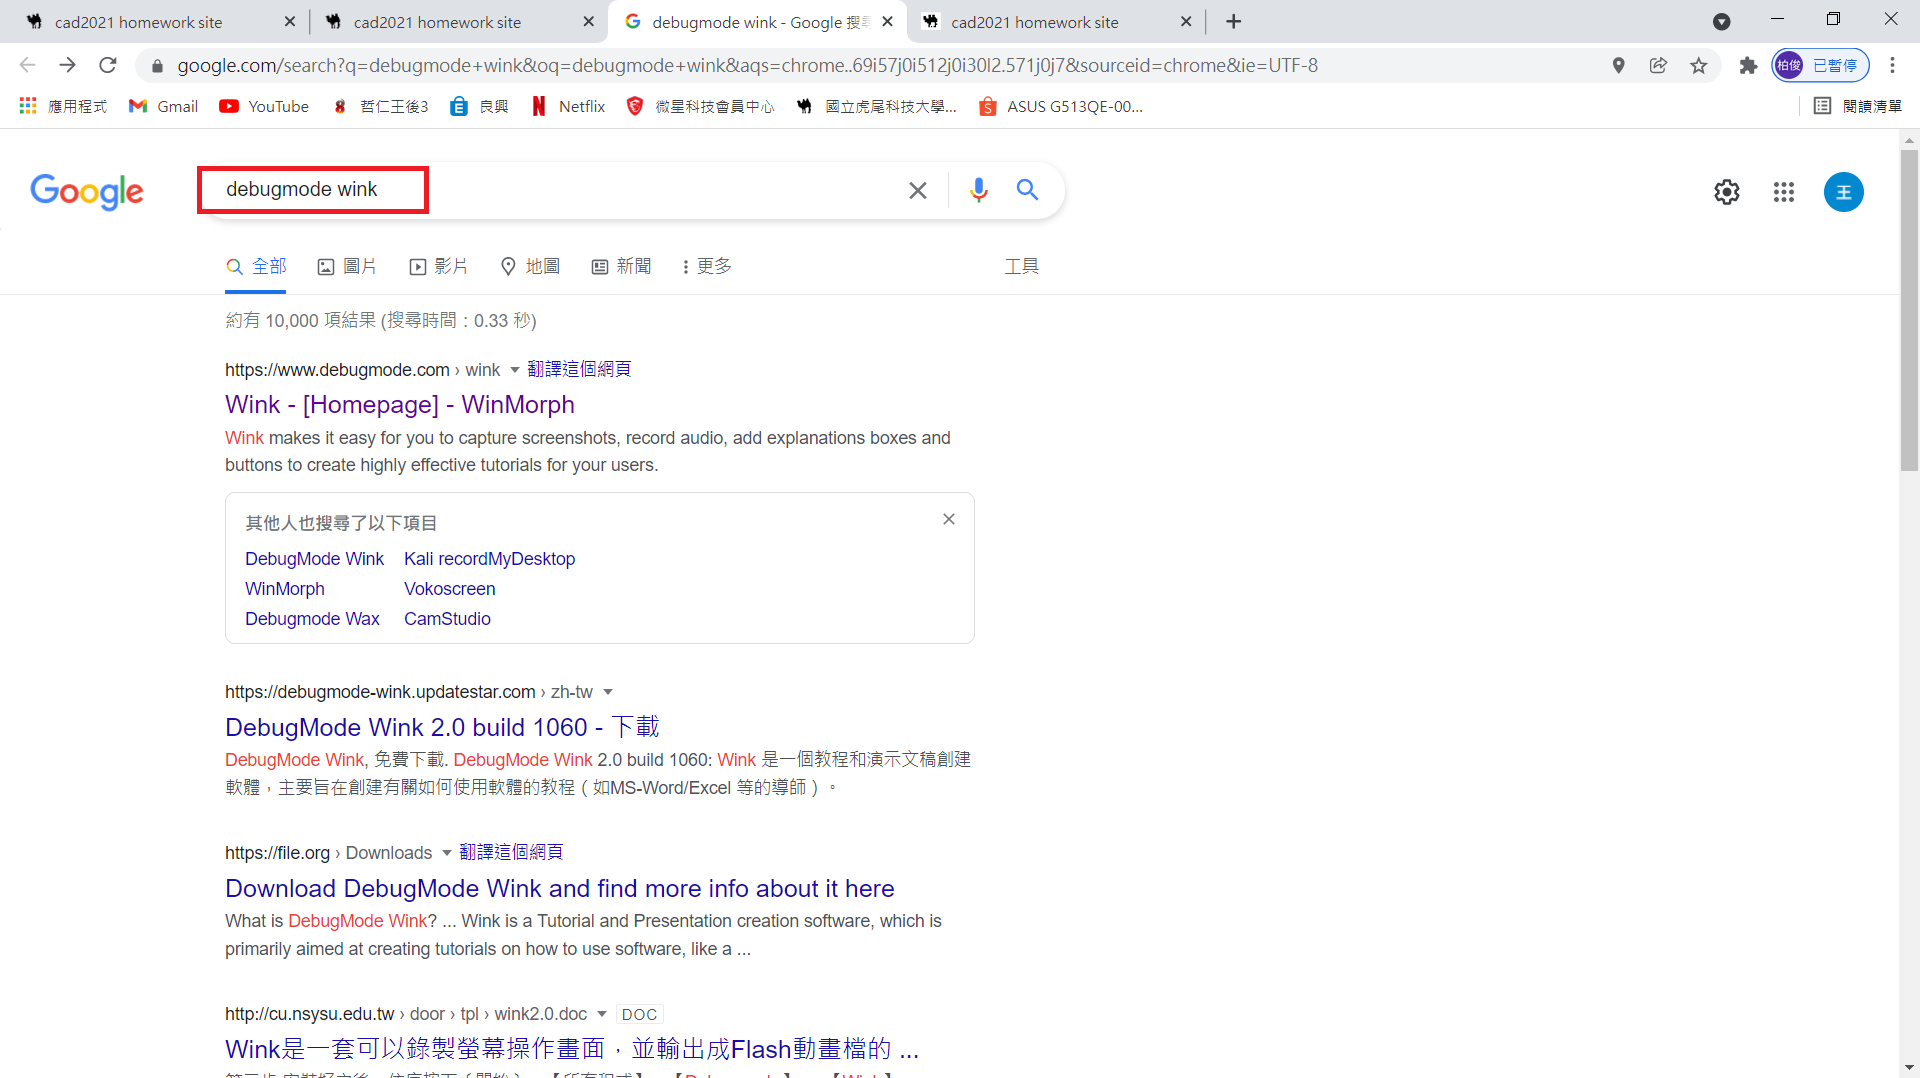 cad2021 homework site
cad2021 homework site
debugmode wink - Google 搜
cad2021 homework site
google.com/search?q=debugmode+wink&oq=debugmode+wink&aqs=chrome..69i57j0i512j0i30l2.571j0j7&sourceid=chrome&ie=UTF-8
柏俊 已暫停
應用程式 Gmail YouTube 哲仁王後3 良興 Netflix 微星科技會員中心 國立虎尾科技大學... ASUS G513QE-00... 閱讀清單
Google
debugmode wink
王
全部 圖片 影片 地圖 新聞 更多 工具
約有 10,000 項結果 (搜尋時間：0.33 秒)
https://www.debugmode.com › wink 翻譯這個網頁
Wink - [Homepage] - WinMorph
Wink makes it easy for you to capture screenshots, record audio, add explanations boxes and
buttons to create highly effective tutorials for your users.
其他人也搜尋了以下項目
DebugMode Wink Kali recordMyDesktop
WinMorph Vokoscreen
Debugmode Wax CamStudio
https://debugmode-wink.updatestar.com › zh-tw
DebugMode Wink 2.0 build 1060 - 下載
DebugMode Wink, 免費下載. DebugMode Wink 2.0 build 1060: Wink 是一個教程和演示文稿創建
軟體，主要旨在創建有關如何使用軟體的教程（如MS-Word/Excel 等的導師）。
https://file.org › Downloads 翻譯這個網頁
Download DebugMode Wink and find more info about it here
What is DebugMode Wink? ... Wink is a Tutorial and Presentation creation software, which is
primarily aimed at creating tutorials on how to use software, like a ...
http://cu.nsysu.edu.tw › door › tpl › wink2.0.doc DOC
Wink是一套可以錄製螢幕操作畫面，並輸出成Flash動畫檔的 ...